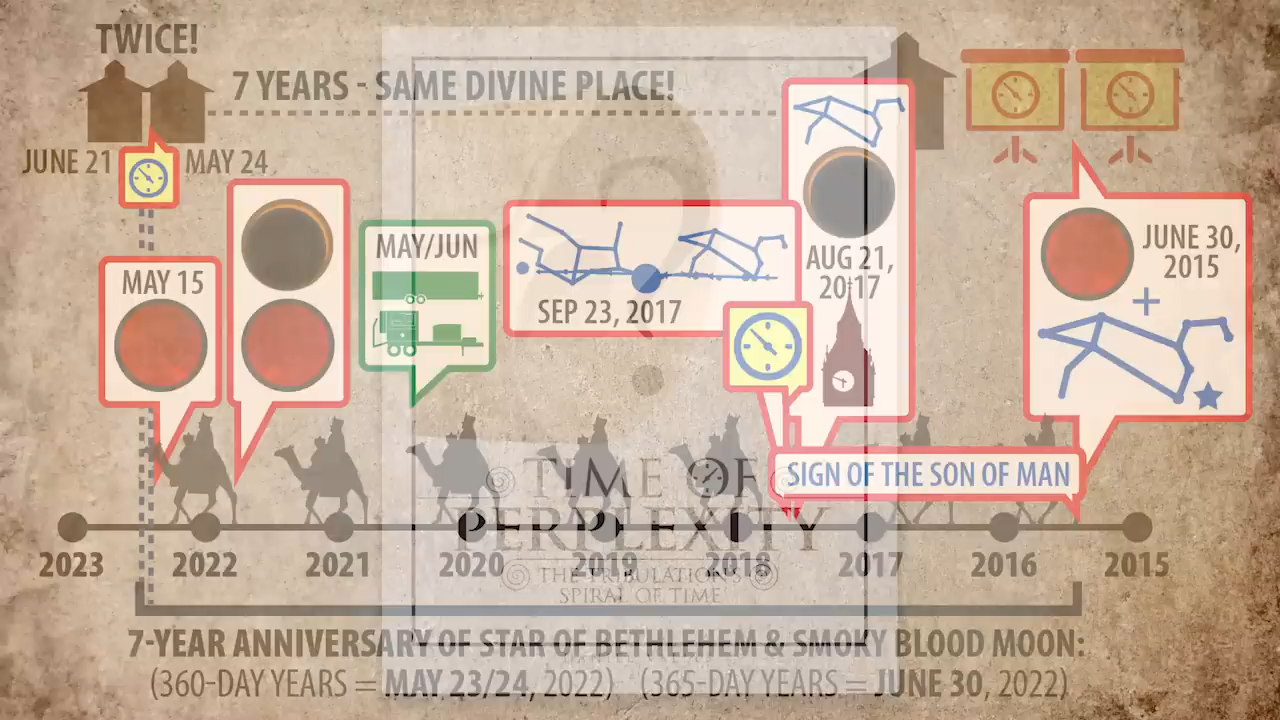 TWICE!
7 YEARS - SAME DIVINE PLACE!
JUNE 21
MAY 24
MAY 15
MAY/JUN
SEP 23, 2017
AUG 21,
2017
JUNE 30,
2015
SIGN OF THE SON OF MAN
TIME OF
PERPLEXITY
2023
2022
2021
2020
2019
2018
2017
2016
2015
THE TRIBULATION'S
SPIRAL OF TIME
7-YEAR ANNIVERSARY OF STAR OF BETHLEHEM & SMOKY BLOOD MOON:
(360-DAY YEARS = MAY 23/24, 2022) (365-DAY YEARS = JUNE 30, 2022)